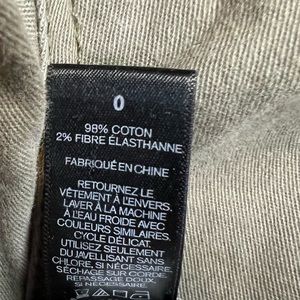 0
98% COTON
2% FIBRE ÉLASTHANNE
FABRIQUÉ EN CHINE
RETOURNEZ LE
VÊTEMENT À L'ENVERS.
LAVER À LA MACHINE
À L'EAU FROIDE AVEC
COULEURS SIMILAIRES.
CYCLE DÉLICAT.
UTILISEZ SEULEMENT
DU JAVELLISANT SANS
CHLORE, SI NÉCESSAIRE.
SÉCHAGE SUR CORDE.
REPASSAGE DOUX,
SI NÉCESSAIRE